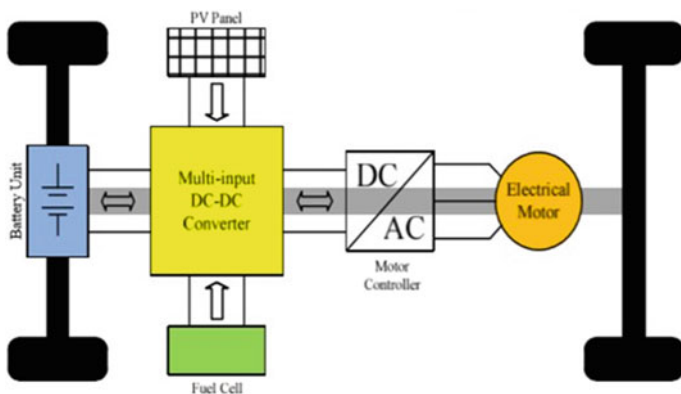 PV Panel
Battery Unit
Multi-input
DC-DC
Converter
DC
AC
Motor
Controller
Electrical
Motor
Fuel Cell